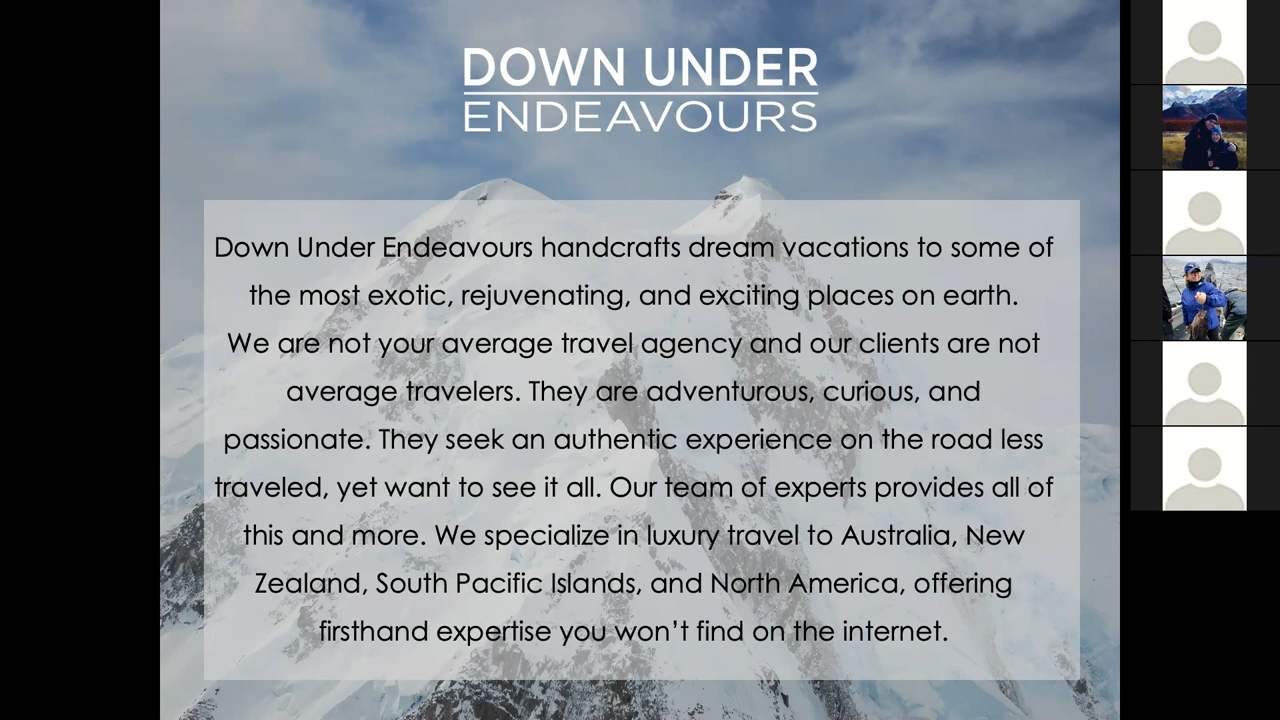 DOWN UNDER
ENDEAVOURS
Down Under Endeavours handcrafts dream vacations to some of
the most exotic, rejuvenating, and exciting places on earth.
We are not your average travel agency and our clients are not
average travelers. They are adventurous, curious, and
passionate. They seek an authentic experience on the road less
traveled, yet want to see it all. Our team of experts provides all of
this and more. We specialize in luxury travel to Australia, New
Zealand, South Pacific Islands, and North America, offering
firsthand expertise you won’t find on the internet.